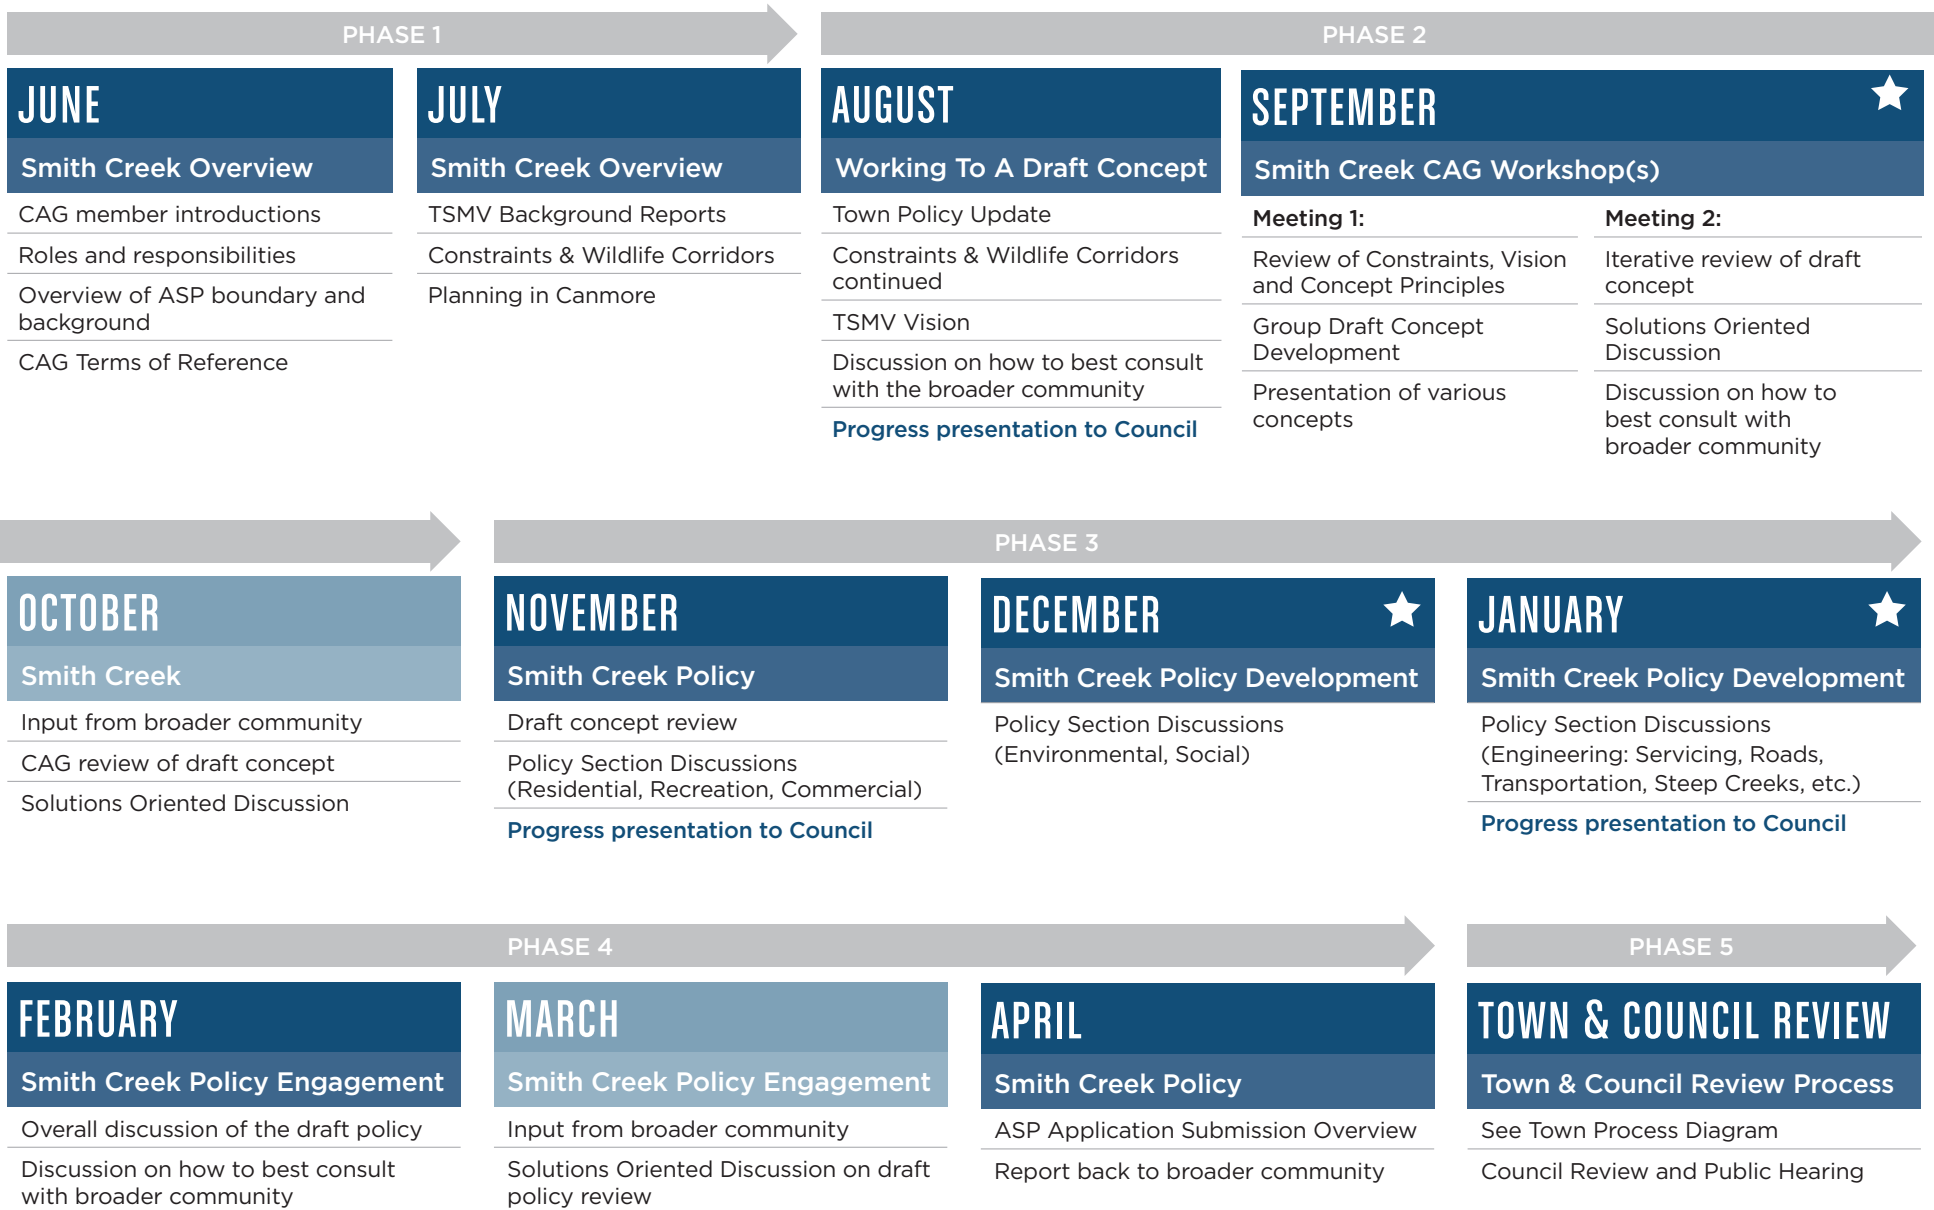 PHASE 1
PHASE 2
JUNE
Smith Creek Overview
CAG member introductions
Roles and responsibilities
Overview of ASP boundary and
background
CAG Terms of Reference
JULY
Smith Creek Overview
TSMV Background Reports
Constraints & Wildlife Corridors
Planning in Canmore
AUGUST
Working To A Draft Concept
Town Policy Update
Constraints & Wildlife Corridors
continued
TSMV Vision
Discussion on how to best consult
with the broader community
Progress presentation to Council
SEPTEMBER
Smith Creek CAG Workshop(s)
Meeting 1:
Review of Constraints, Vision
and Concept Principles
Group Draft Concept
Development
Presentation of various
concepts
Meeting 2:
Iterative review of draft
concept
Solutions Oriented
Discussion
Discussion on how to
best consult with
broader community
PHASE 3
OCTOBER
Smith Creek
Input from broader community
CAG review of draft concept
Solutions Oriented Discussion
NOVEMBER
Smith Creek Policy
Draft concept review
Policy Section Discussions
(Residential, Recreation, Commercial)
Progress presentation to Council
DECEMBER
Smith Creek Policy Development
Policy Section Discussions
(Environmental, Social)
JANUARY
Smith Creek Policy Development
Policy Section Discussions
(Engineering: Servicing, Roads,
Transportation, Steep Creeks, etc.)
Progress presentation to Council
PHASE 4
PHASE 5
FEBRUARY
Smith Creek Policy Engagement
Overall discussion of the draft policy
Discussion on how to best consult
with broader community
MARCH
Smith Creek Policy Engagement
Input from broader community
Solutions Oriented Discussion on draft
policy review
APRIL
Smith Creek Policy
ASP Application Submission Overview
Report back to broader community
TOWN & COUNCIL REVIEW
Town & Council Review Process
See Town Process Diagram
Council Review and Public Hearing